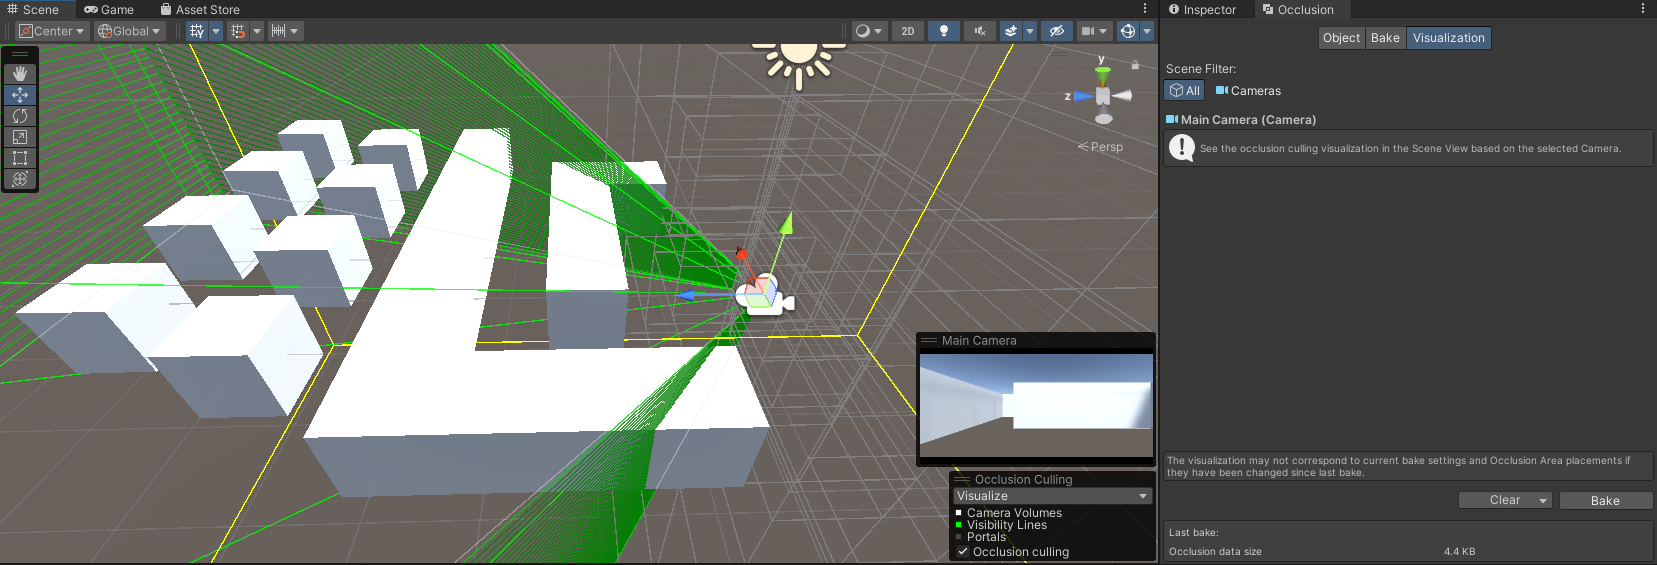 Scene Game Asset Store
Center Global 2D
y
z
Persp
Main Camera
Occlusion Culling
Visualize
Camera Volumes
Visibility Lines
Portals
Occlusion culling
Inspector Occlusion
Object Bake Visualization
Scene Filter:
All Cameras
Main Camera (Camera)
See the occlusion culling visualization in the Scene View based on the selected Camera.
The visualization may not correspond to current bake settings and Occlusion Area placements if
they have been changed since last bake.
Clear Bake
Last bake:
Occlusion data size 4.4 KB